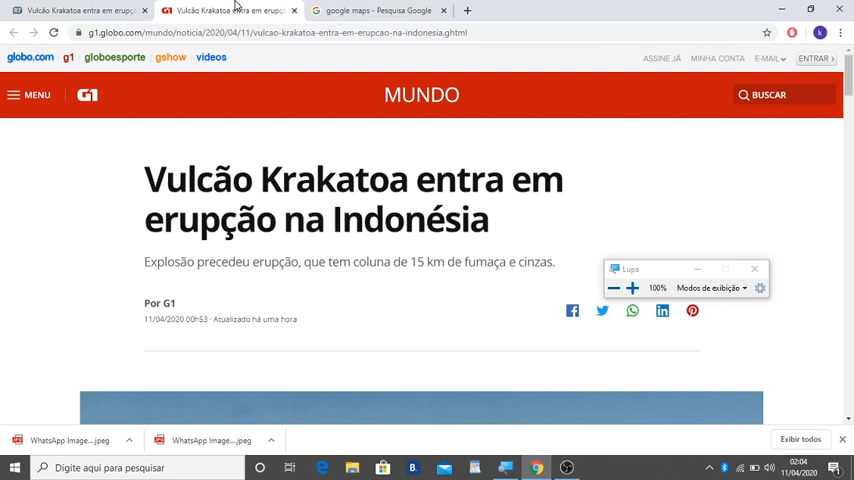 Vulcão Krakatoa entra em erupçã
Vulcão Krakatoa entra em erupçã
google maps - Pesquisa Google
g1.globo.com/mundo/noticia/2020/04/11/vulcao-krakatoa-entra-em-erupcao-na-indonesia.ghtml
k
globo.com g1 globoesporte gshow vídeos
ASSINE JÁ MINHA CONTA E-MAIL ENTRAR
MENU G1 MUNDO BUSCAR
Vulcão Krakatoa entra em
erupção na Indonésia
Explosão precedeu erupção, que tem coluna de 15 km de fumaça e cinzas.
Lupa
100% Modos de exibição
Por G1
11/04/2020 00h53 · Atualizado há uma hora
WhatsApp Image....jpeg
WhatsApp Image....jpeg
Exibir todos
Digite aqui para pesquisar
B.
02:04
11/04/2020